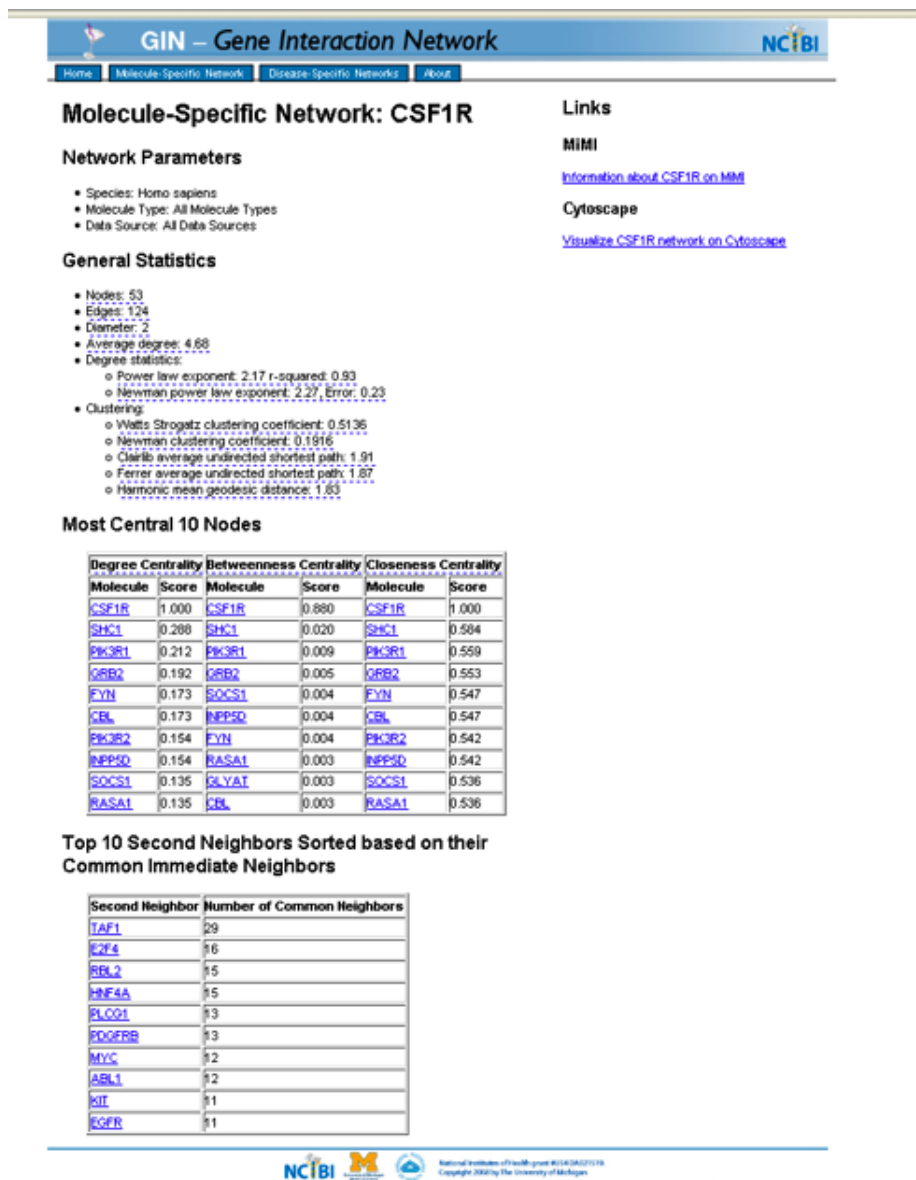 GIN – Gene Interaction Network
NCIBI
Home Molecule-Specific Network Disease-Specific Networks About
Molecule-Specific Network: CSF1R
Network Parameters
• Species: Homo sapiens
• Molecule Type: All Molecule Types
• Data Source: All Data Sources
General Statistics
• Nodes: 53
• Edges: 124
• Diameter: 2
• Average degree: 4.68
• Degree statistics:
o Power law exponent: 2.17 r-squared: 0.93
o Newman power law exponent: 2.27, Error: 0.23
• Clustering:
o Watts Strogatz clustering coefficient: 0.5136
o Newman clustering coefficient: 0.1916
o Clairlib average undirected shortest path: 1.91
o Ferrer average undirected shortest path: 1.87
o Harmonic mean geodesic distance: 1.83
Most Central 10 Nodes
Degree Centrality Betweenness Centrality Closeness Centrality
Molecule Score Molecule Score Molecule Score
CSF1R 1.000 CSF1R 0.880 CSF1R 1.000
SHC1 0.288 SHC1 0.020 SHC1 0.584
PIK3R1 0.212 PIK3R1 0.009 PIK3R1 0.559
GRB2 0.192 GRB2 0.005 GRB2 0.553
FYN 0.173 SOCS1 0.004 FYN 0.547
CBL 0.173 INPP5D 0.004 CBL 0.547
PIK3R2 0.154 FYN 0.004 PIK3R2 0.542
INPP5D 0.154 RASA1 0.003 INPP5D 0.542
SOCS1 0.135 GLYAT 0.003 SOCS1 0.536
RASA1 0.135 CBL 0.003 RASA1 0.536
Top 10 Second Neighbors Sorted based on their
Common Immediate Neighbors
Second Neighbor Number of Common Neighbors
TAF1 29
E2F4 16
RBL2 15
HNF4A 15
PLCG1 13
PDGFRB 13
MYC 12
ABL1 12
KIT 11
EGFR 11
Links
MiMI
Information about CSF1R on MiMI
Cytoscape
Visualize CSF1R network on Cytoscape
NCIBI
National Institutes of Health grant
Copyright 2008 by The University of Michigan